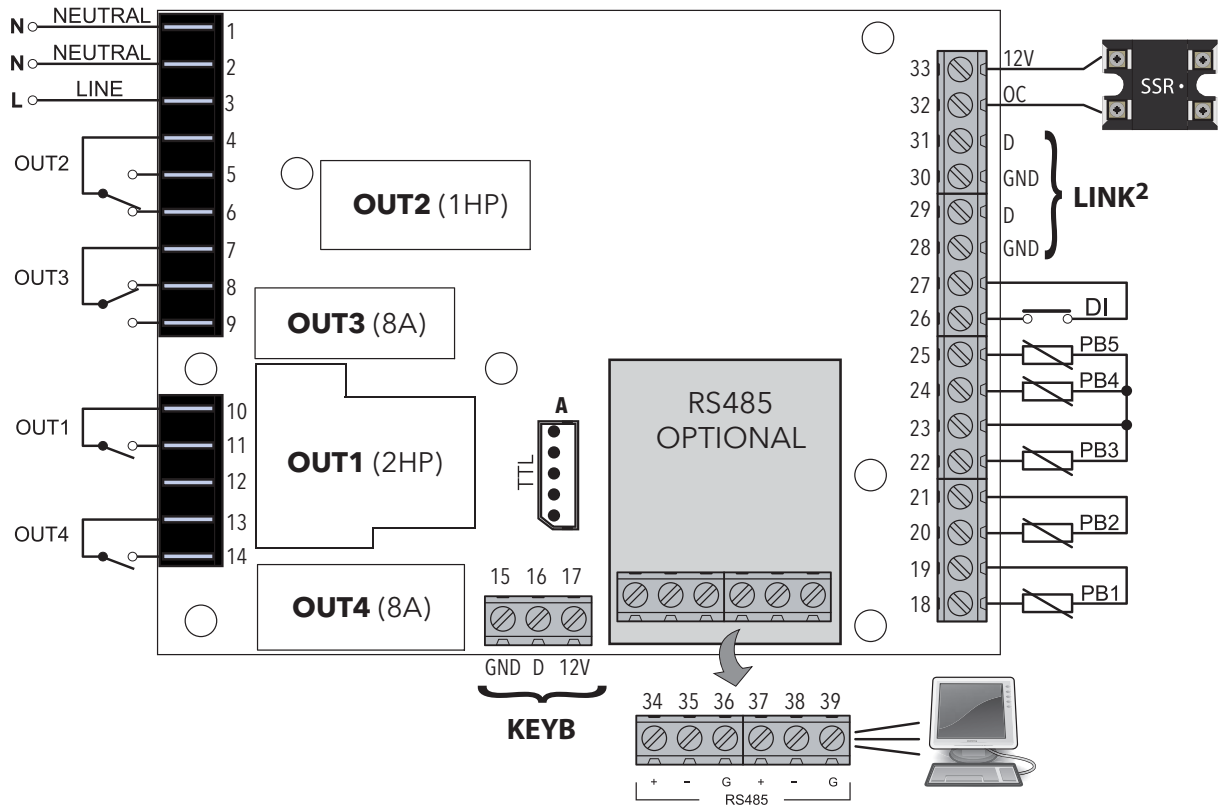 N NEUTRAL
N NEUTRAL
L LINE
OUT2
OUT3
OUT1
OUT4
1
2
3
4
5
6
7
8
9
10
11
12
13
14
OUT2 (1HP)
OUT3 (8A)
OUT1 (2HP)
OUT4 (8A)
A
TTL
RS485
OPTIONAL
15 16 17
GND D 12V
KEYB
34 35 36 37 38 39
+ - G + - G
RS485
33 12V
32 OC
31 D
30 GND
29 D
28 GND
LINK2
SSR
27
26 DI
25 PB5
24 PB4
23
22 PB3
21
20 PB2
19
18 PB1